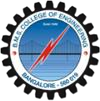 B.M.S. COLLEGE OF ENGINEERING
BANGALORE - 560 019